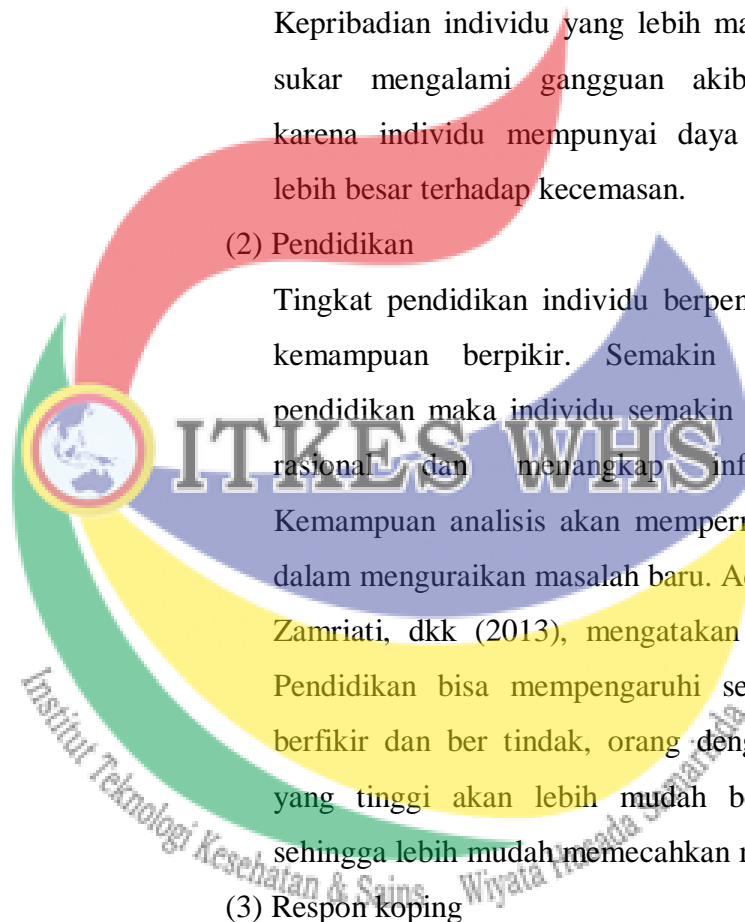 Kepribadian individu yang lebih ma
sukar mengalami gangguan akib
karena individu mempunyai daya
lebih besar terhadap kecemasan.
(2) Pendidikan
Tingkat pendidikan individu berpen
kemampuan berpikir. Semakin
pendidikan maka individu semakin
ITKES WHS
rasional dan menangkap inf
Kemampuan analisis akan memperm
dalam menguraikan masalah baru.
Zamriati, dkk (2013), mengatakan
Pendidikan bisa mempengaruhi se
berfikir dan ber tindak, orang deng
yang tinggi akan lebih mudah be
sehingga lebih mudah memecahkan
(3) Respon koping
Institut Teknologi Kesehatan & Sains Wiyata Husada Samarinda